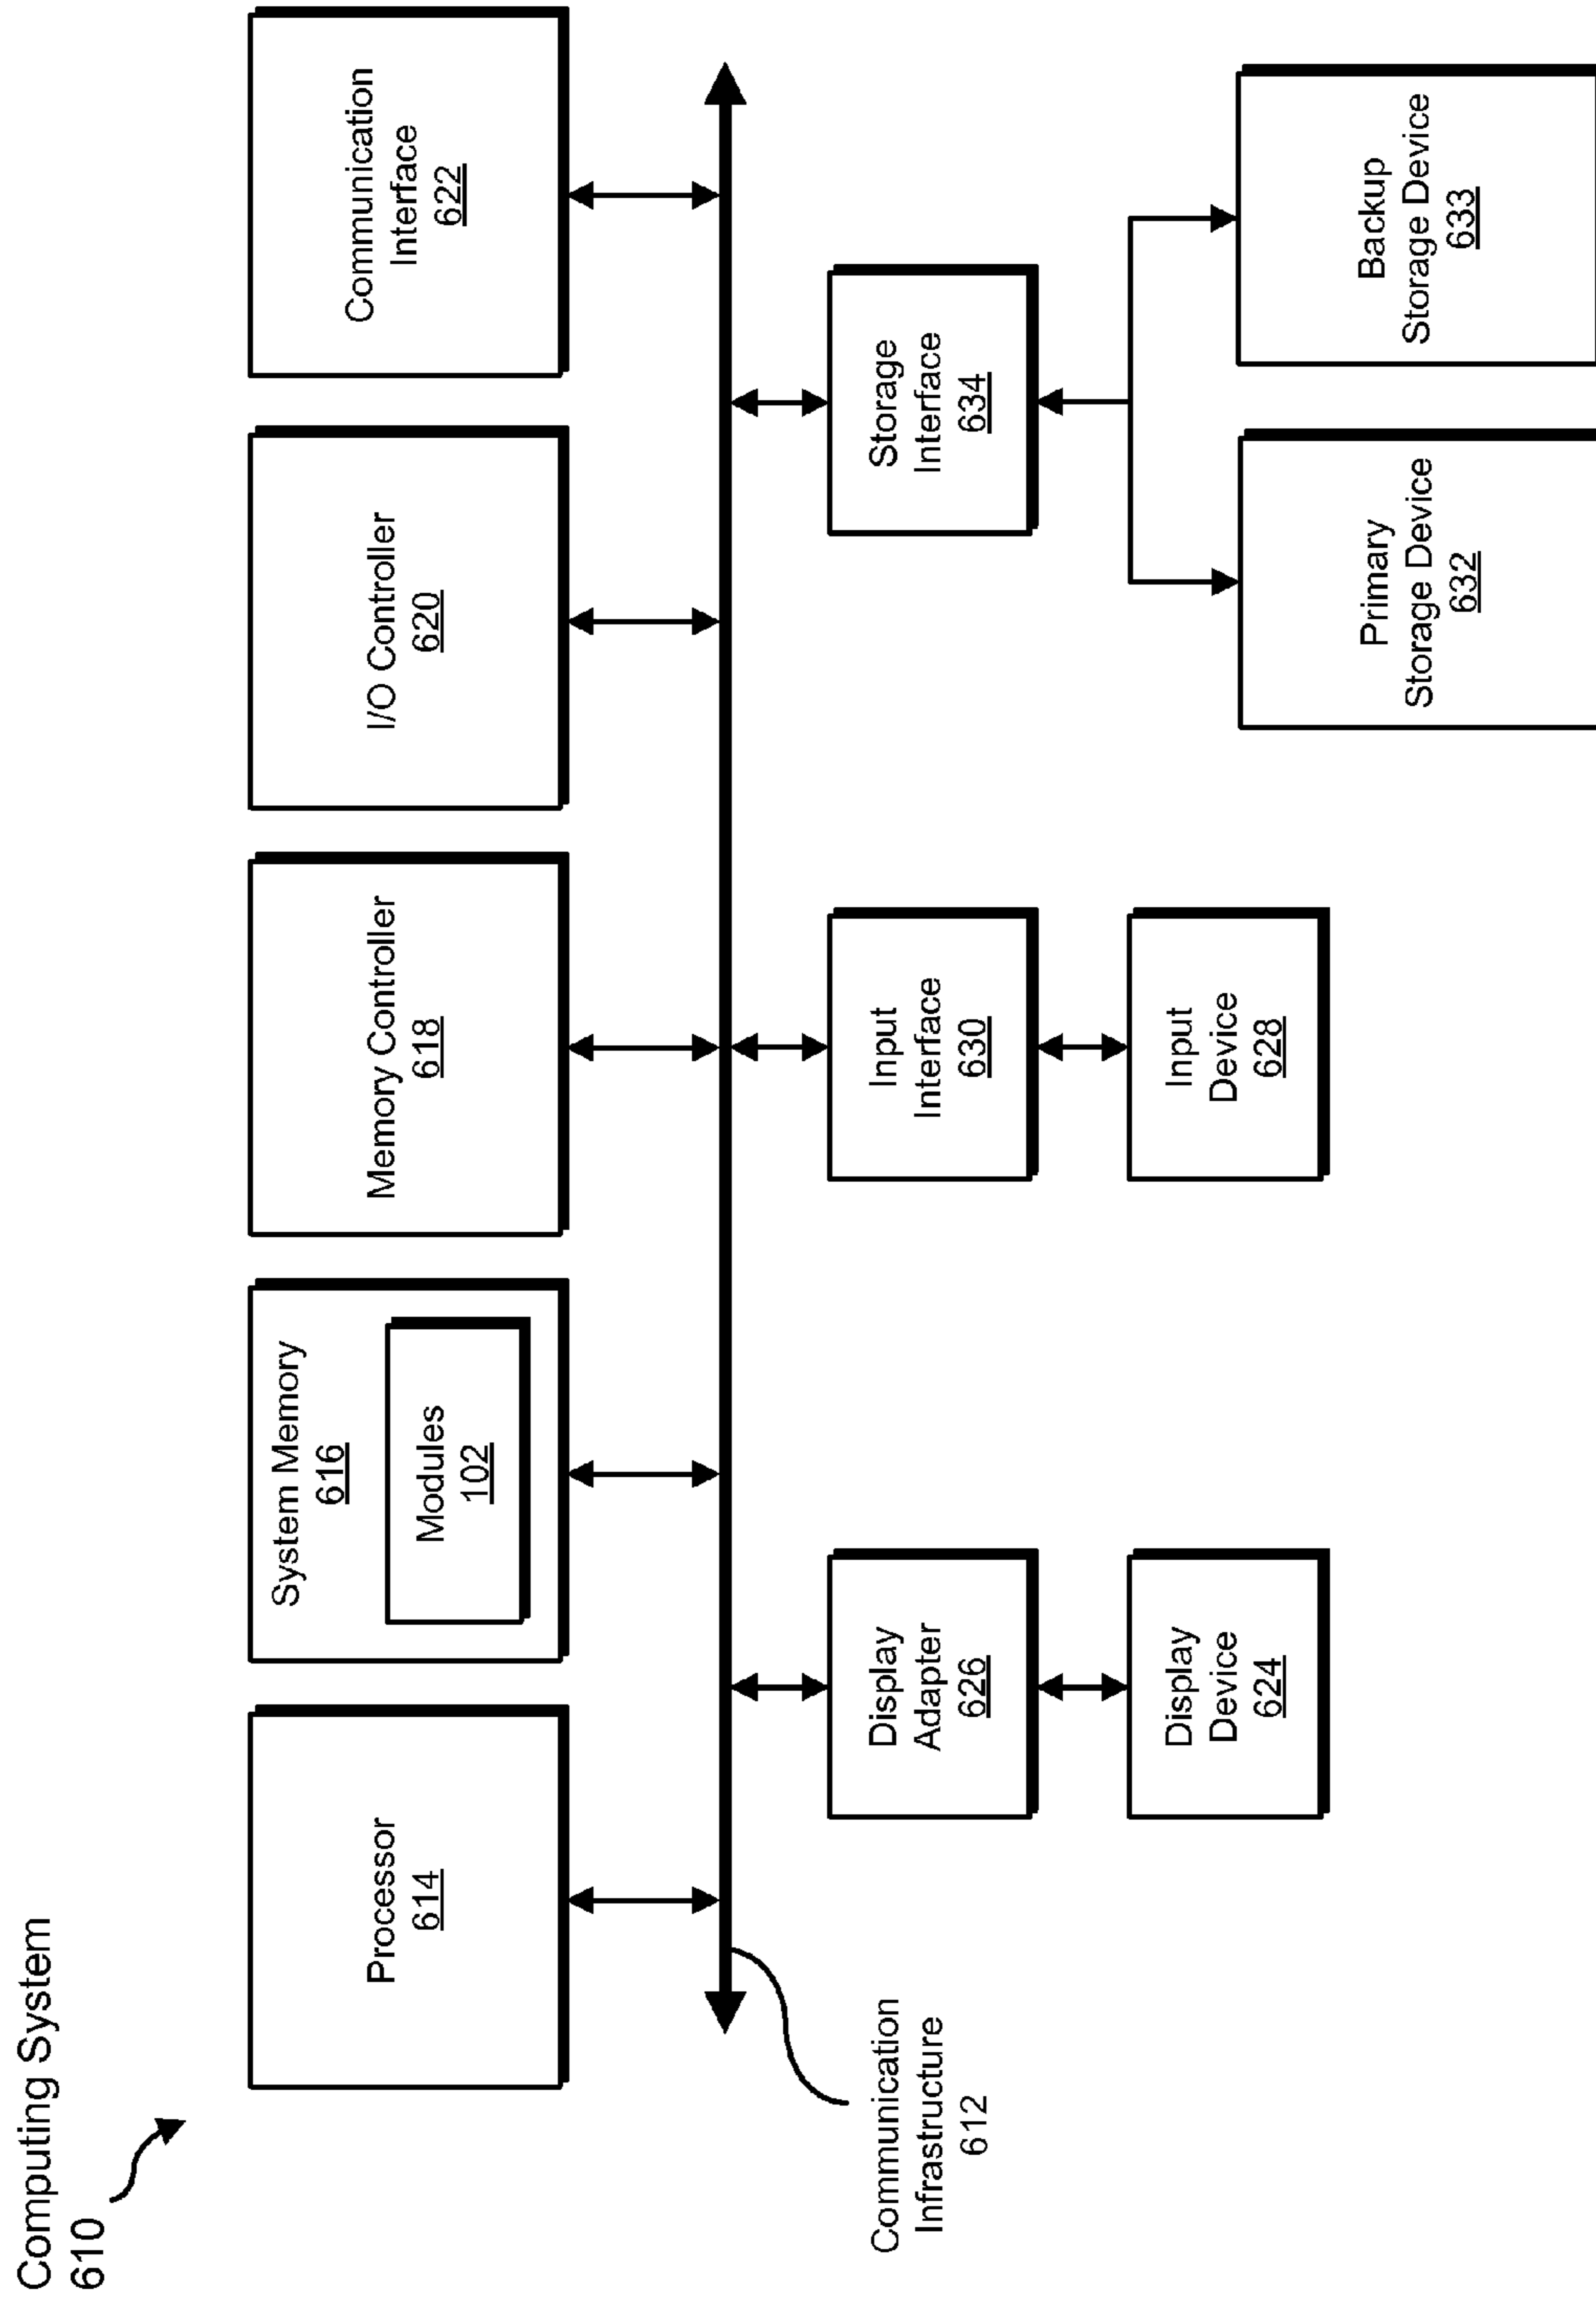 Computing System
610
Processor
614
System Memory
616
Modules
102
Memory Controller
618
I/O Controller
620
Communication
Interface
622
Communication
Infrastructure
612
Display
Adapter
626
Input
Interface
630
Storage
Interface
634
Display
Device
624
Input
Device
628
Primary
Storage Device
632
Backup
Storage Device
633